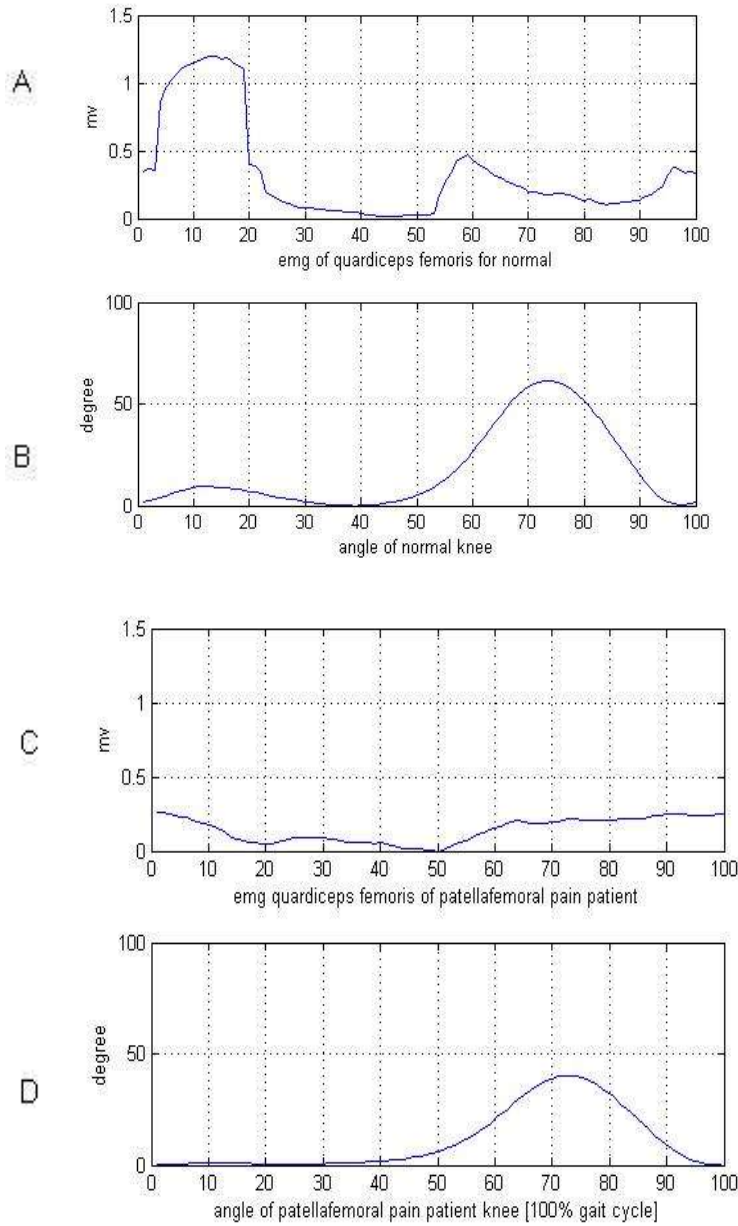 A
1.5
1
0.5
0
mv
0 10 20 30 40 50 60 70 80 90 100
emg of quardiceps femoris for normal
B
100
50
0
degree
0 10 20 30 40 50 60 70 80 90 100
angle of normal knee
C
1.5
1
0.5
0
mv
0 10 20 30 40 50 60 70 80 90 100
emg quardiceps femoris of patellafemoral pain patient
D
100
50
0
degree
0 10 20 30 40 50 60 70 80 90 100
angle of patellafemoral pain patient knee [100% gait cycle]